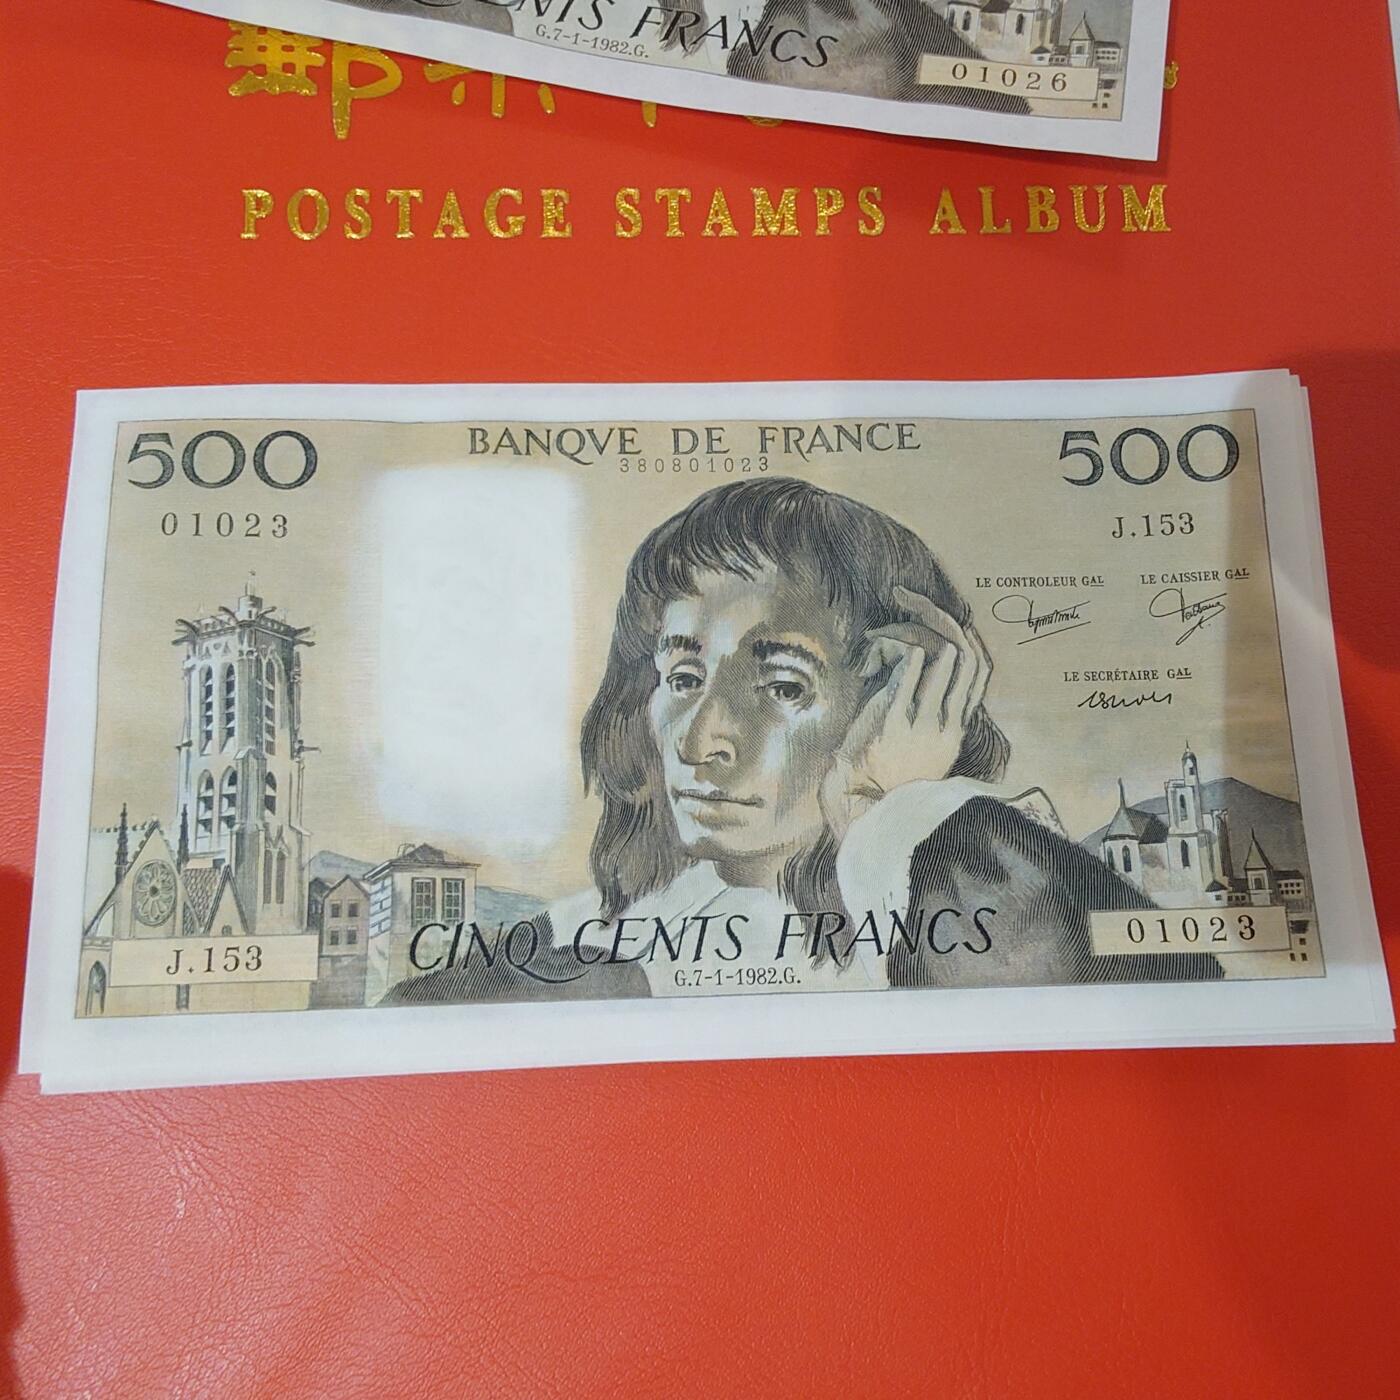 CENTS FRANCS
G.7-1-1982.G.
01026
POSTAGE STAMPS ALBUM
500
BANQVE DE FRANCE
500
380801023
01023
J.153
LE CONTROLEUR GAL
LE CAISSIER GAL
LE SECRÉTAIRE GAL
CINQ CENTS FRANCS
J.153
01023
G.7-1-1982.G.